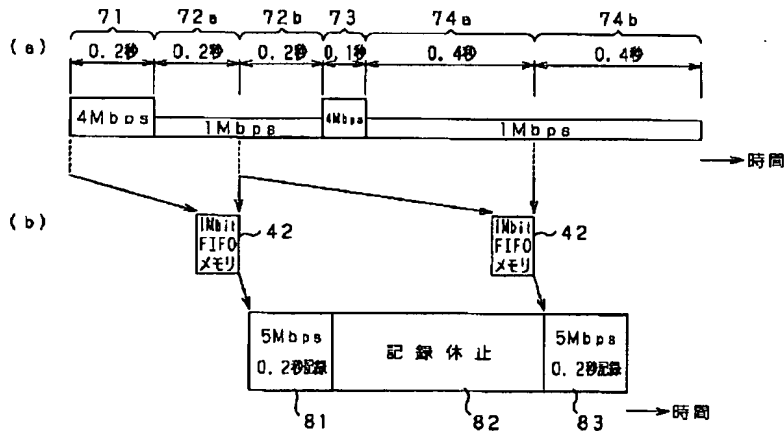 71 72a 72b 73 74a 74b
(a) 0.2秒 0.2秒 0.2秒 0.1秒 0.4秒 0.4秒
4Mbps 1Mbps 4Mbps 1Mbps
時間
(b)
1Mbit FIFO メモリ 42 1Mbit FIFO メモリ 42
5Mbps 0.2秒記録 記録休止 5Mbps 0.2秒記録
81 82 83 時間